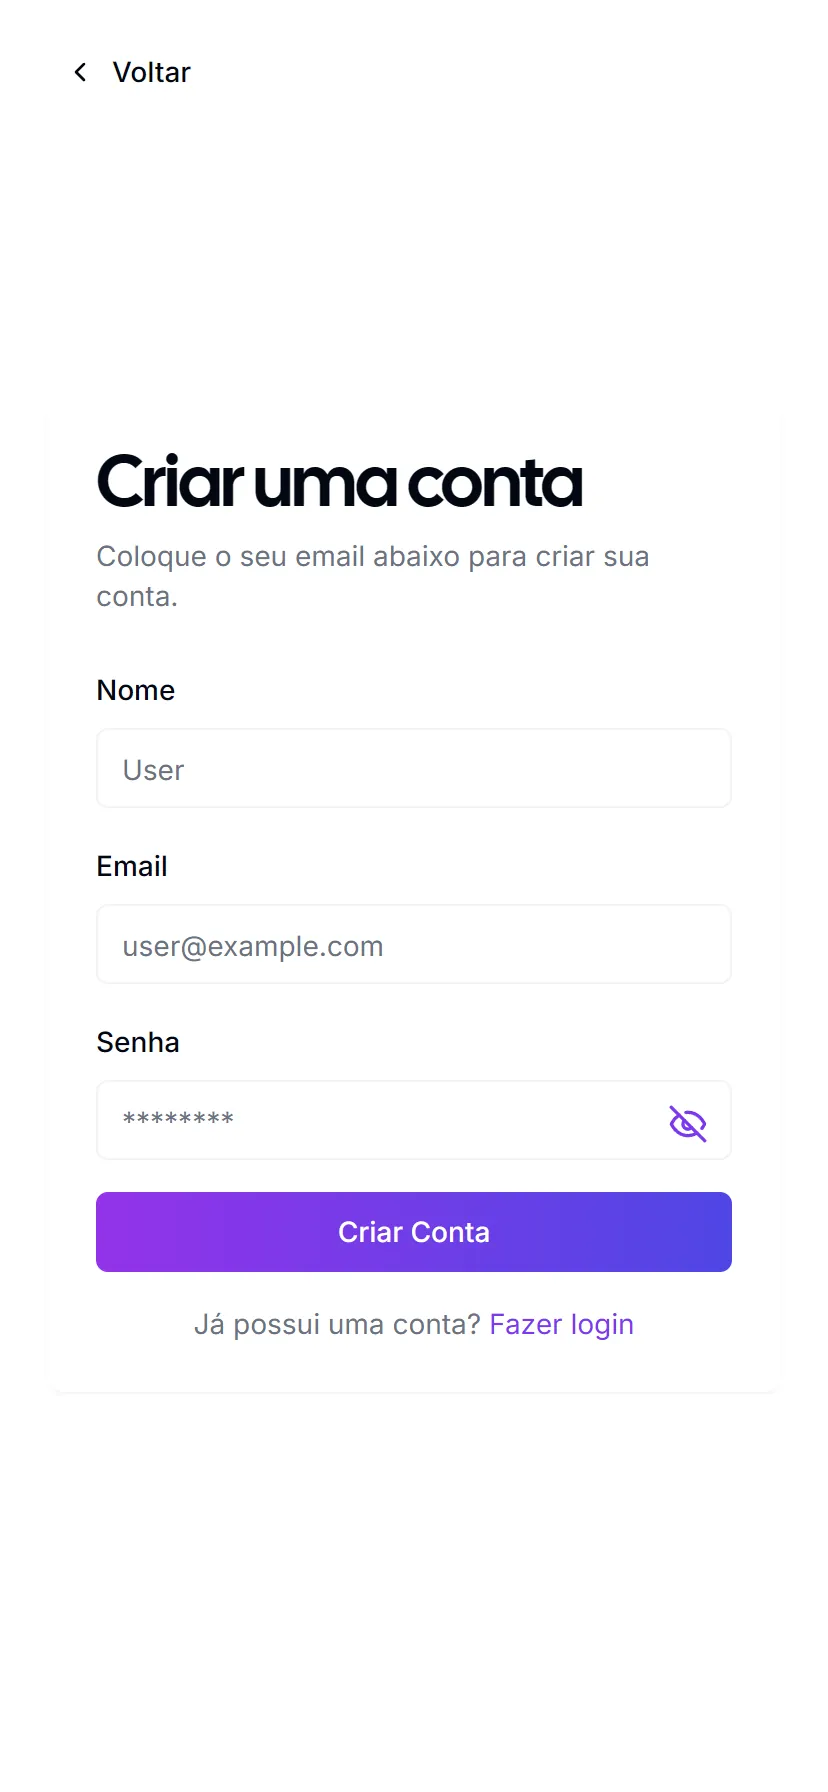 Voltar
Criar uma conta
Coloque o seu email abaixo para criar sua
conta.
Nome
User
Email
user@example.com
Senha
********
Criar Conta
Já possui uma conta? Fazer login